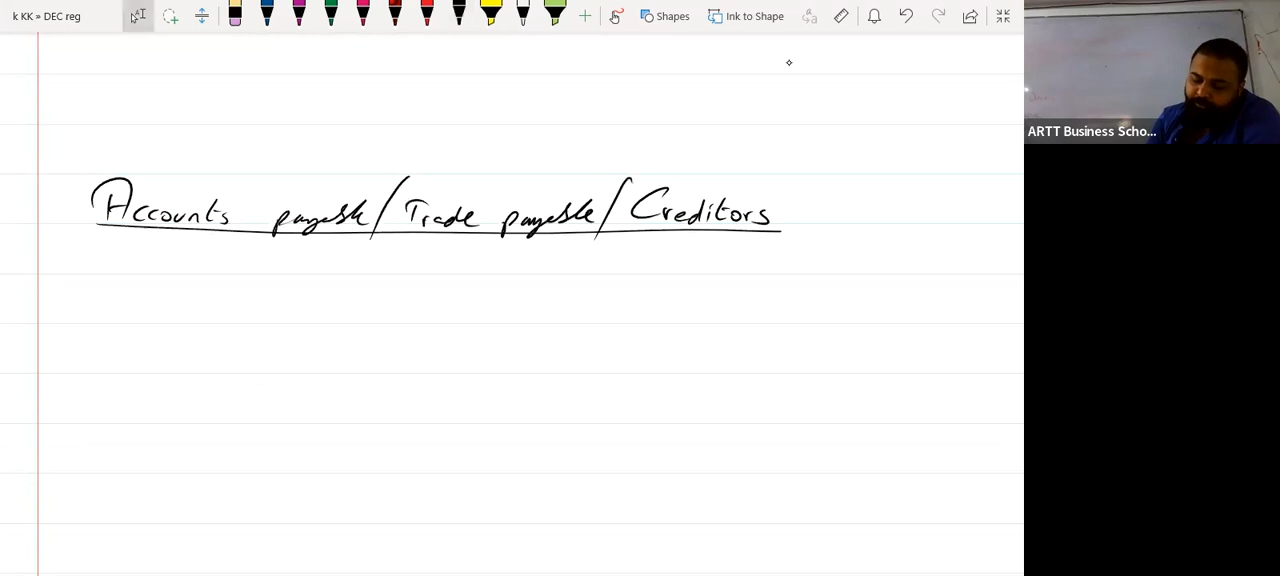 k KK » DEC reg
Shapes
Ink to Shape
ARTT Business Scho...
Accounts payable/Trade payable/Creditors